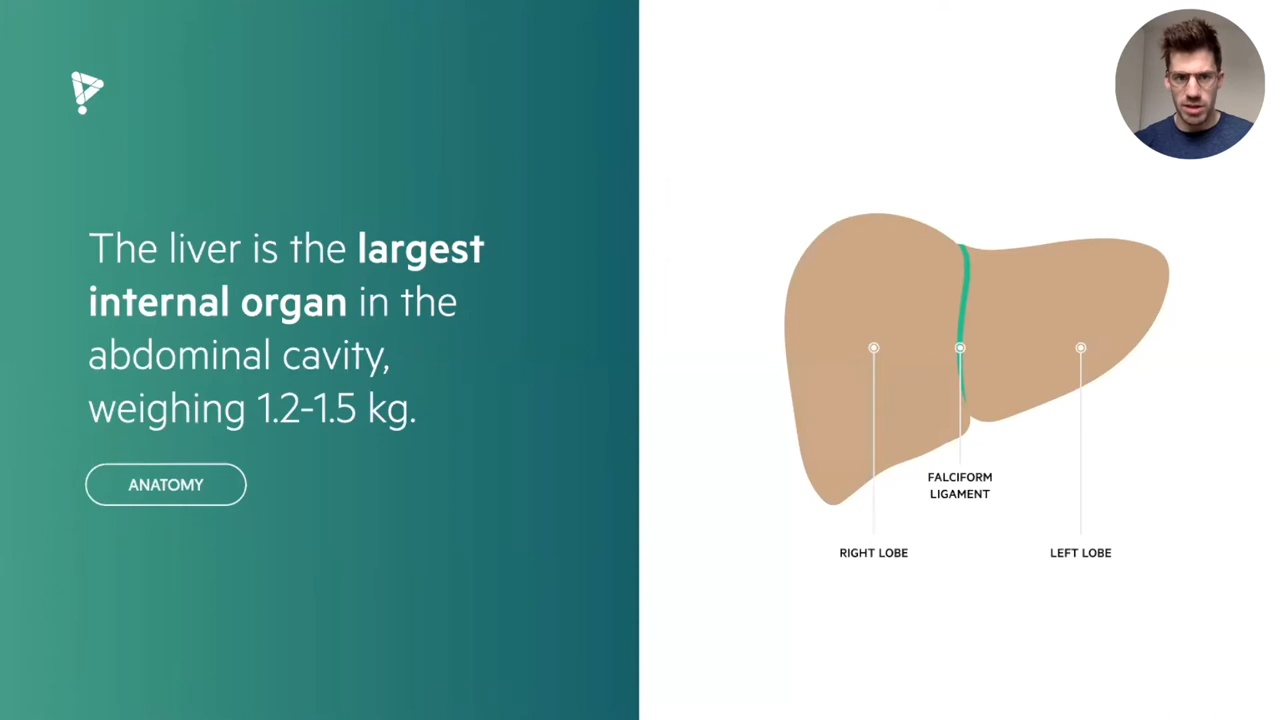 The liver is the largest
internal organ in the
abdominal cavity,
weighing 1.2-1.5 kg.
ANATOMY
FALCIFORM
LIGAMENT
RIGHT LOBE
LEFT LOBE